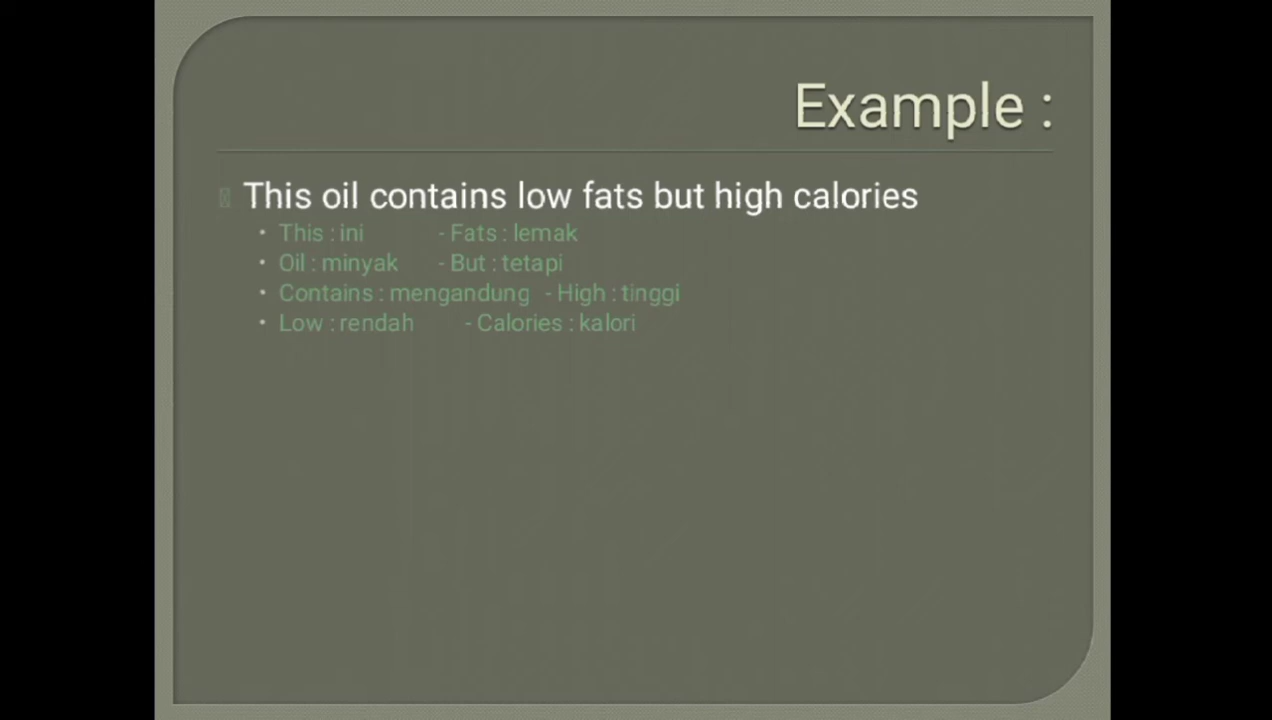 Example :
This oil contains low fats but high calories
• This : ini - Fats : lemak
• Oil : minyak - But : tetapi
• Contains : mengandung - High : tinggi
• Low : rendah - Calories : kalori